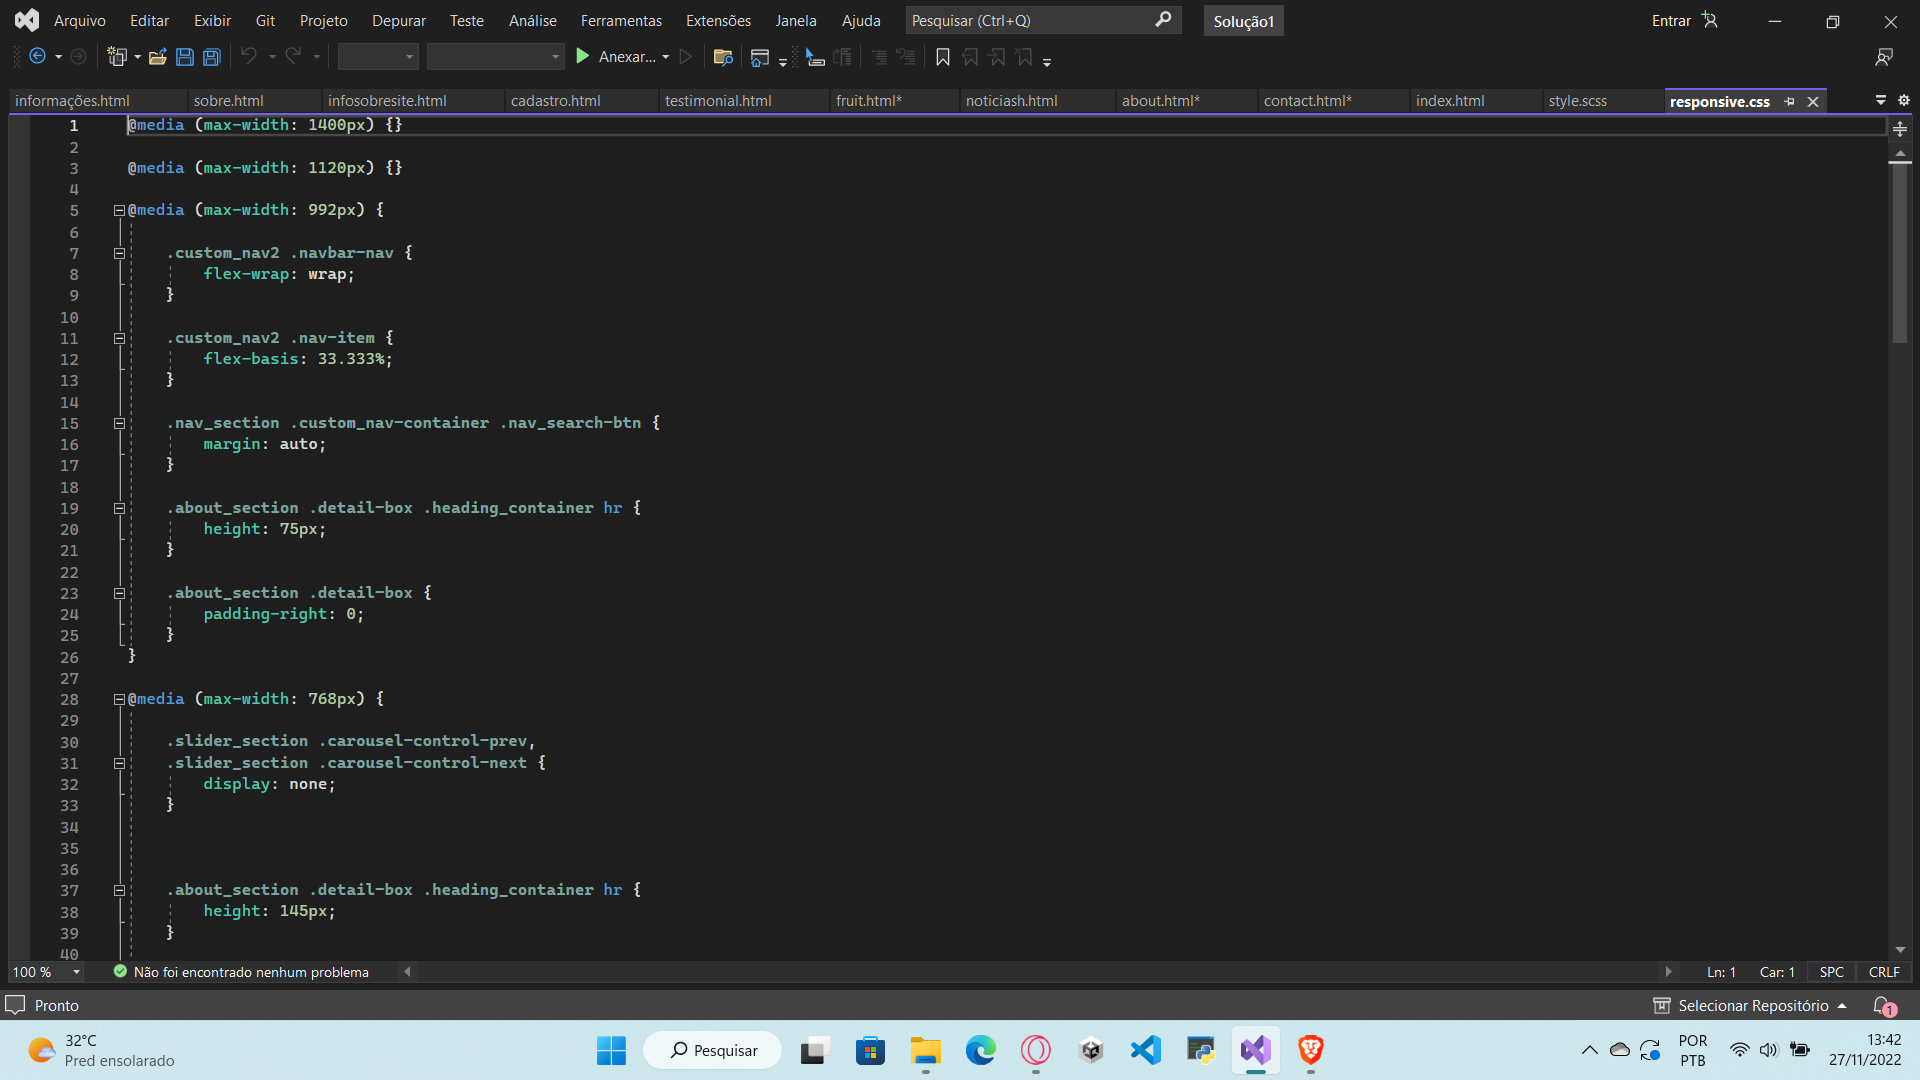 Arquivo Editar Exibir Git Projeto Depurar Teste Análise Ferramentas Extensões Janela Ajuda Pesquisar (Ctrl+Q) Solução1 Entrar
Anexar...
informações.html sobre.html infosobresite.html cadastro.html testimonial.html fruit.html* noticiash.html about.html* contact.html* index.html style.scss responsive.css
1 @media (max-width: 1400px) {}
2
3 @media (max-width: 1120px) {}
4
5 @media (max-width: 992px) {
6
7 .custom_nav2 .navbar-nav {
8 flex-wrap: wrap;
9 }
10
11 .custom_nav2 .nav-item {
12 flex-basis: 33.333%;
13 }
14
15 .nav_section .custom_nav-container .nav_search-btn {
16 margin: auto;
17 }
18
19 .about_section .detail-box .heading_container hr {
20 height: 75px;
21 }
22
23 .about_section .detail-box {
24 padding-right: 0;
25 }
26 }
27
28 @media (max-width: 768px) {
29
30 .slider_section .carousel-control-prev,
31 .slider_section .carousel-control-next {
32 display: none;
33 }
34
35
36
37 .about_section .detail-box .heading_container hr {
38 height: 145px;
39 }
40
100 % Não foi encontrado nenhum problema Ln: 1 Car: 1 SPC CRLF
Pronto Selecionar Repositório 1
32°C
Pred ensolarado
Pesquisar
POR
PTB
13:42
27/11/2022